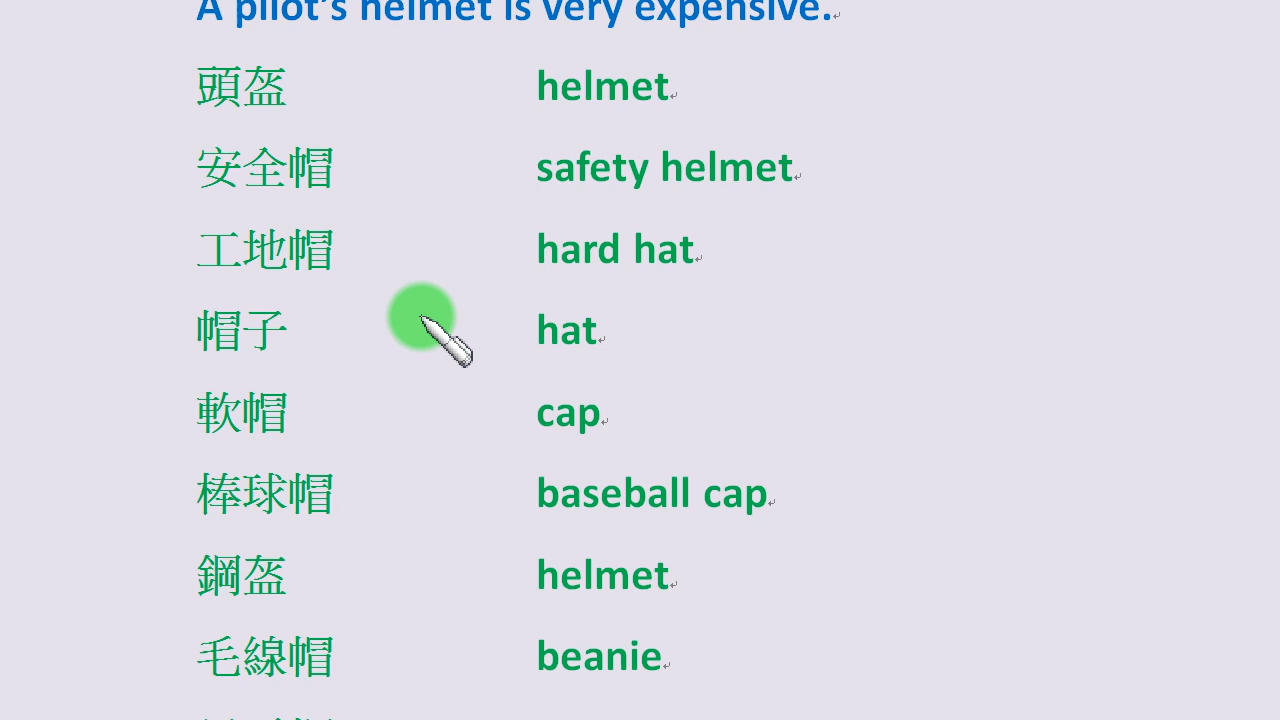 A pilot's helmet is very expensive.
頭盔 helmet
安全帽 safety helmet
工地帽 hard hat
帽子 hat
軟帽 cap
棒球帽 baseball cap
鋼盔 helmet
毛線帽 beanie